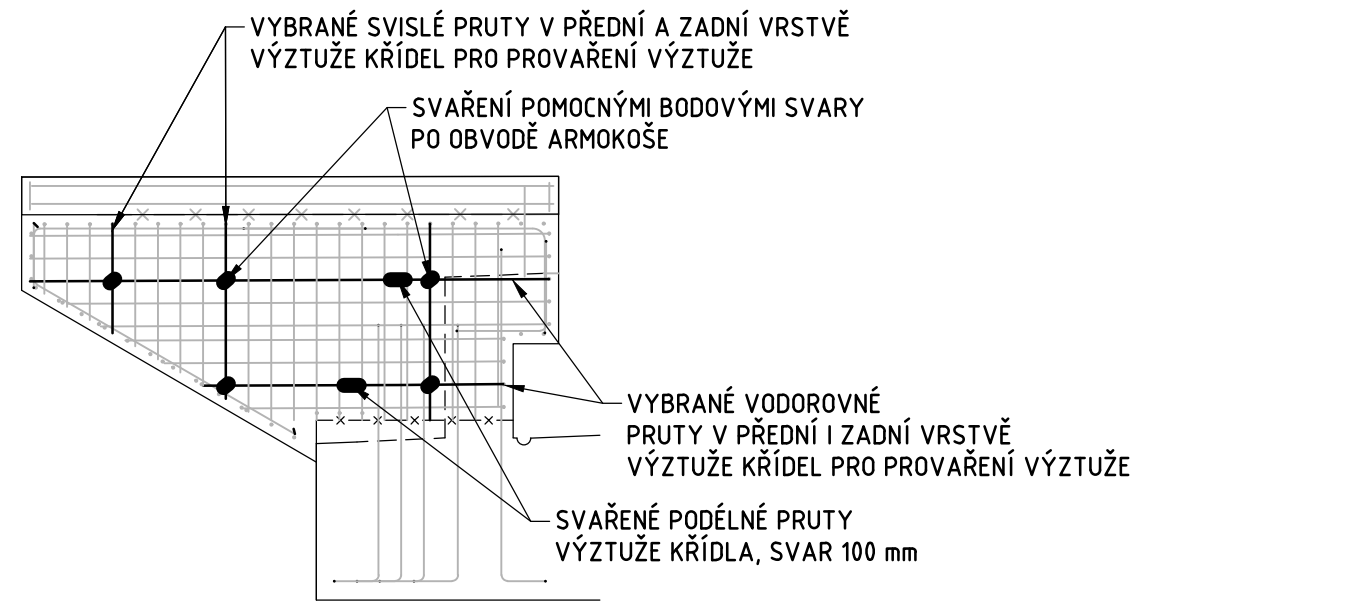 VYBRANÉ SVISLÉ PRUTY V PŘEDNÍ A ZADNÍ VRSTVĚ
VÝZTUŽE KŘÍDEL PRO PROVAŘENÍ VÝZTUŽE
SVAŘENÍ POMOCNÝMI BODOVÝMI SVARY
PO OBVODĚ ARMOKOŠE
VYBRANÉ VODOROVNÉ
PRUTY V PŘEDNÍ I ZADNÍ VRSTVĚ
VÝZTUŽE KŘÍDEL PRO PROVAŘENÍ VÝZTUŽE
SVAŘENÉ PODÉLNÉ PRUTY
VÝZTUŽE KŘÍDLA, SVAR 100 mm